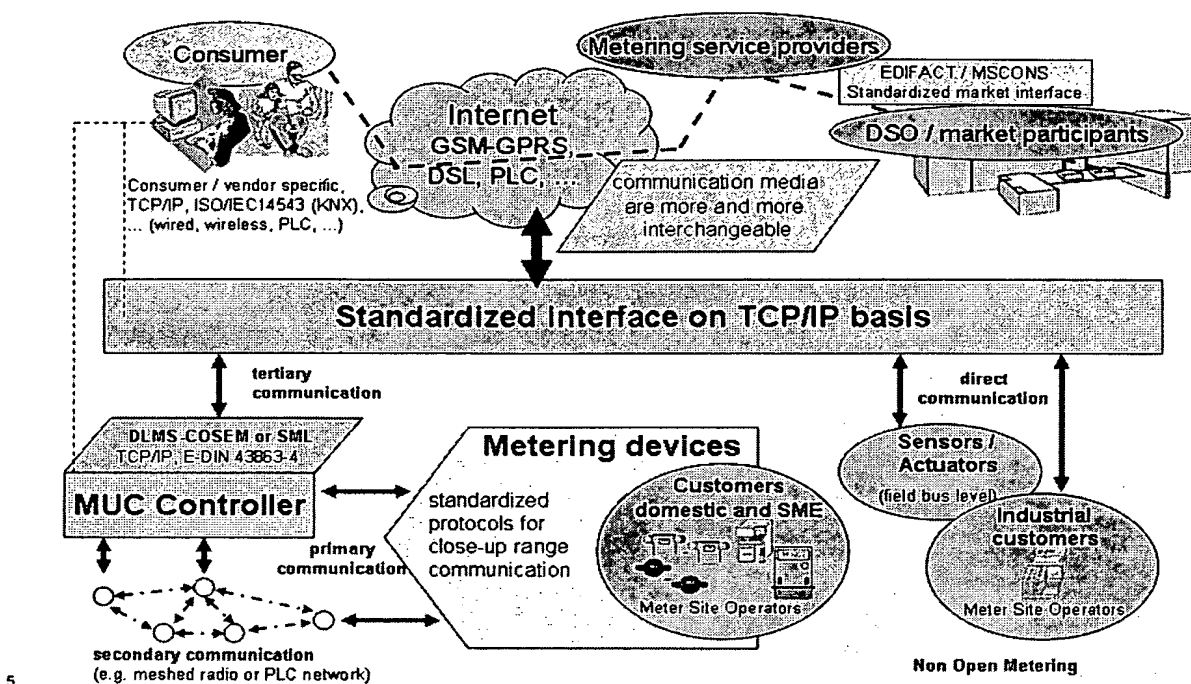 Consumer
Metering service providers
EDIFACT / MSCONS
Standardized market interface
DSO / market participants
Internet
GSM-GPRS,
DSL, PLC, ...
communication media
are more and more
interchangeable
Consumer / vendor specific,
TCP/IP, ISO/IEC14543 (KNX),
... (wired, wireless, PLC, ...)
Standardized interface on TCP/IP basis
tertiary
communication
direct
communication
DLMS-COSEM or SML
TCP/IP, E-DIN 43863-4
MUC Controller
Metering devices
standardized
protocols for
close-up range
communication
Customers
domestic and SME
Meter Site Operators
Sensors /
Actuators
(field bus level)
Industrial
customers
Meter Site Operators
primary
communication
secondary communication
(e.g. meshed radio or PLC network)
Non Open Metering
5